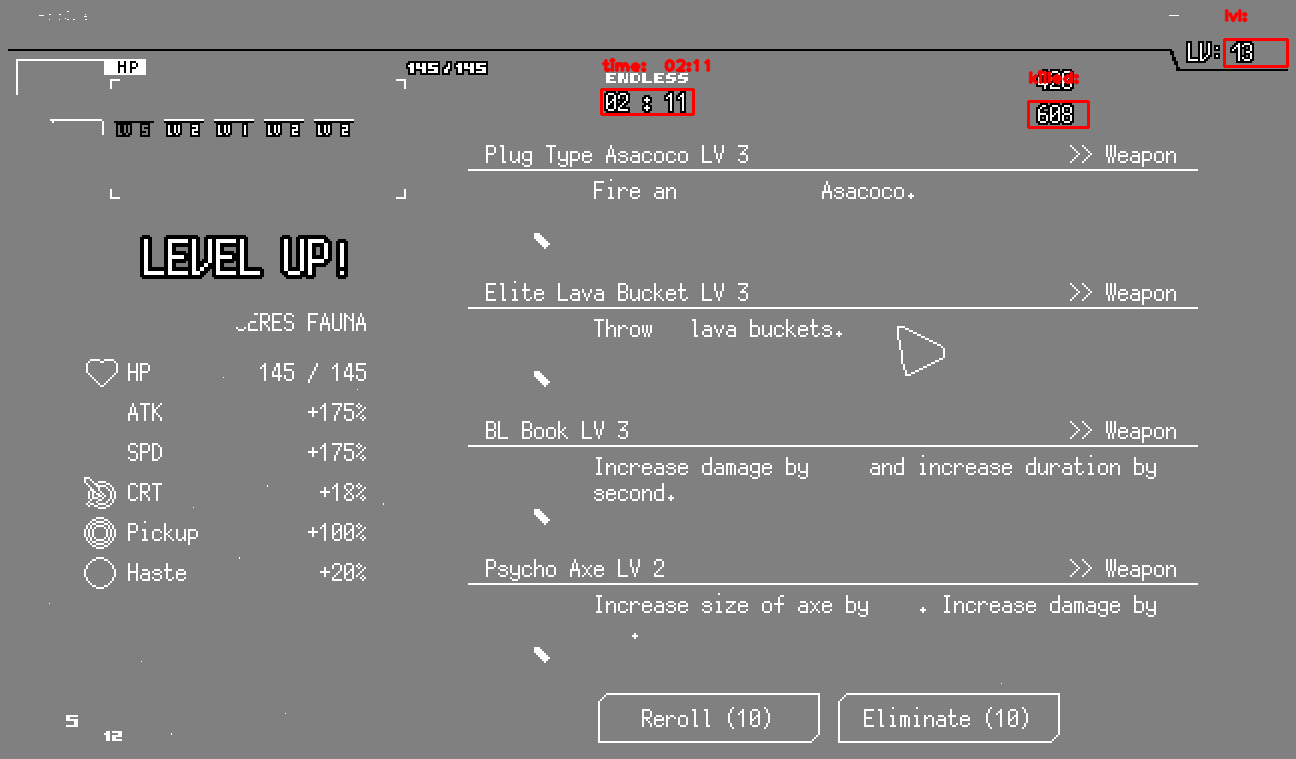 lvl:
LV: 13
HP
145/145
time: 02:11
ENDLESS
02 : 11
killed:
608
LV 5 LV 2 LV 1 LV 2 LV 2
Plug Type Asacoco LV 3 >> Weapon
Fire an Asacoco.
LEVEL UP!
Elite Lava Bucket LV 3 >> Weapon
Throw lava buckets.
ERES FAUNA
HP 145 / 145
ATK +175%
SPD +175%
CRT +18%
Pickup +100%
Haste +20%
BL Book LV 3 >> Weapon
Increase damage by and increase duration by
second.
Psycho Axe LV 2 >> Weapon
Increase size of axe by . Increase damage by
.
Reroll (10) Eliminate (10)
5
12